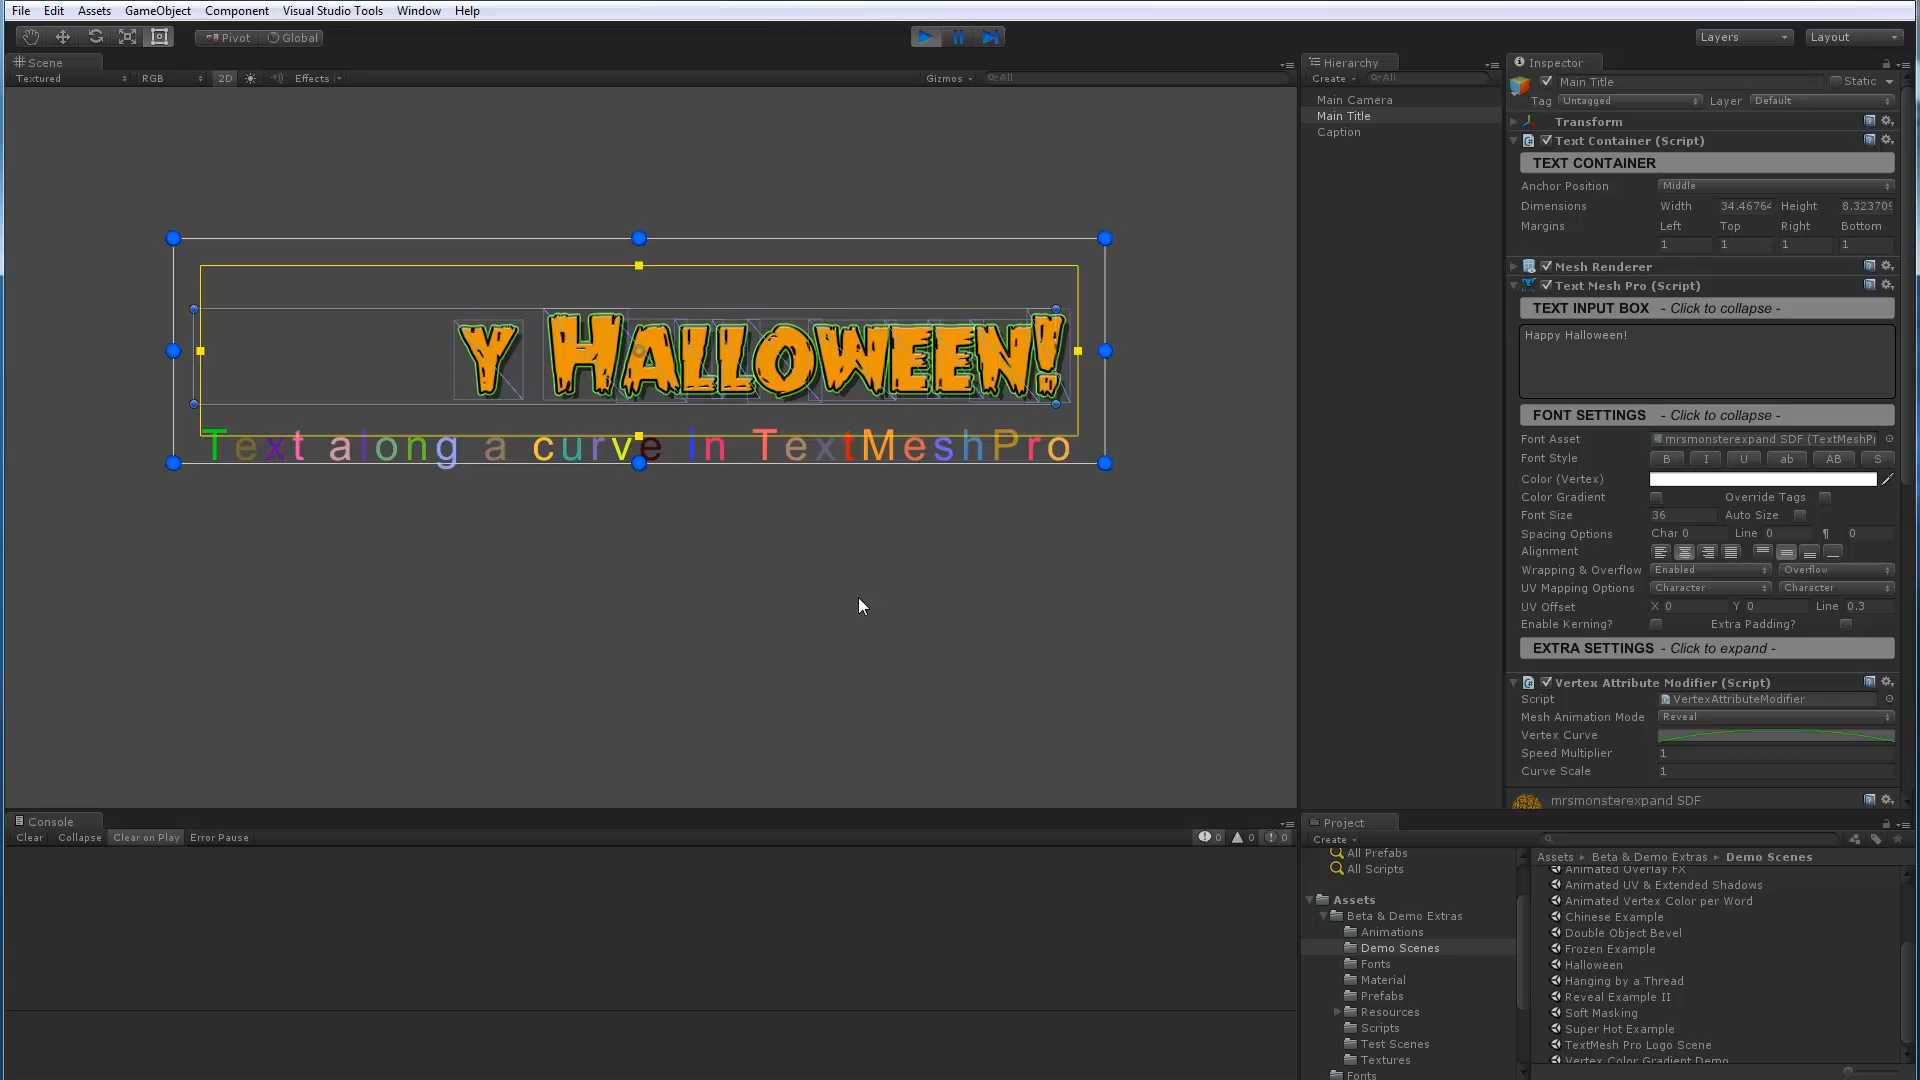 File Edit Assets GameObject Component Visual Studio Tools Window Help
Pivot Global Layers Layout
Scene
Textured RGB 2D Effects Gizmos All
Y Halloween!
Text along a curve in TextMeshPro
Hierarchy
Create All
Main Camera
Main Title
Caption
Inspector
Main Title Static
Tag Untagged Layer Default
Transform
Text Container (Script)
TEXT CONTAINER
Anchor Position Middle
Dimensions Width 34.46764 Height 8.323709
Margins Left Top Right Bottom
1 1 1 1
Mesh Renderer
Text Mesh Pro (Script)
TEXT INPUT BOX - Click to collapse -
Happy Halloween!
FONT SETTINGS - Click to collapse -
Font Asset mrsmonsterexpand SDF (TextMeshPr
Font Style B I U ab AB S
Color (Vertex)
Color Gradient Override Tags
Font Size 36 Auto Size
Spacing Options Char 0 Line 0 ¶ 0
Alignment
Wrapping & Overflow Enabled Overflow
UV Mapping Options Character Character
UV Offset X 0 Y 0 Line 0.3
Enable Kerning? Extra Padding?
EXTRA SETTINGS - Click to expand -
Vertex Attribute Modifier (Script)
Script VertexAttributeModifier
Mesh Animation Mode Reveal
Vertex Curve
Speed Multiplier 1
Curve Scale 1
mrsmonsterexpand SDF
Console
Clear Collapse Clear on Play Error Pause 0 0 0
Project
Create
All Prefabs
All Scripts
Assets
Beta & Demo Extras
Animations
Demo Scenes
Fonts
Material
Prefabs
Resources
Scripts
Test Scenes
Textures
Fonts
Assets Beta & Demo Extras Demo Scenes
Animated Overlay FX
Animated UV & Extended Shadows
Animated Vertex Color per Word
Chinese Example
Double Object Bevel
Frozen Example
Halloween
Hanging by a Thread
Reveal Example II
Soft Masking
Super Hot Example
TextMesh Pro Logo Scene
Vertex Color Gradient Demo